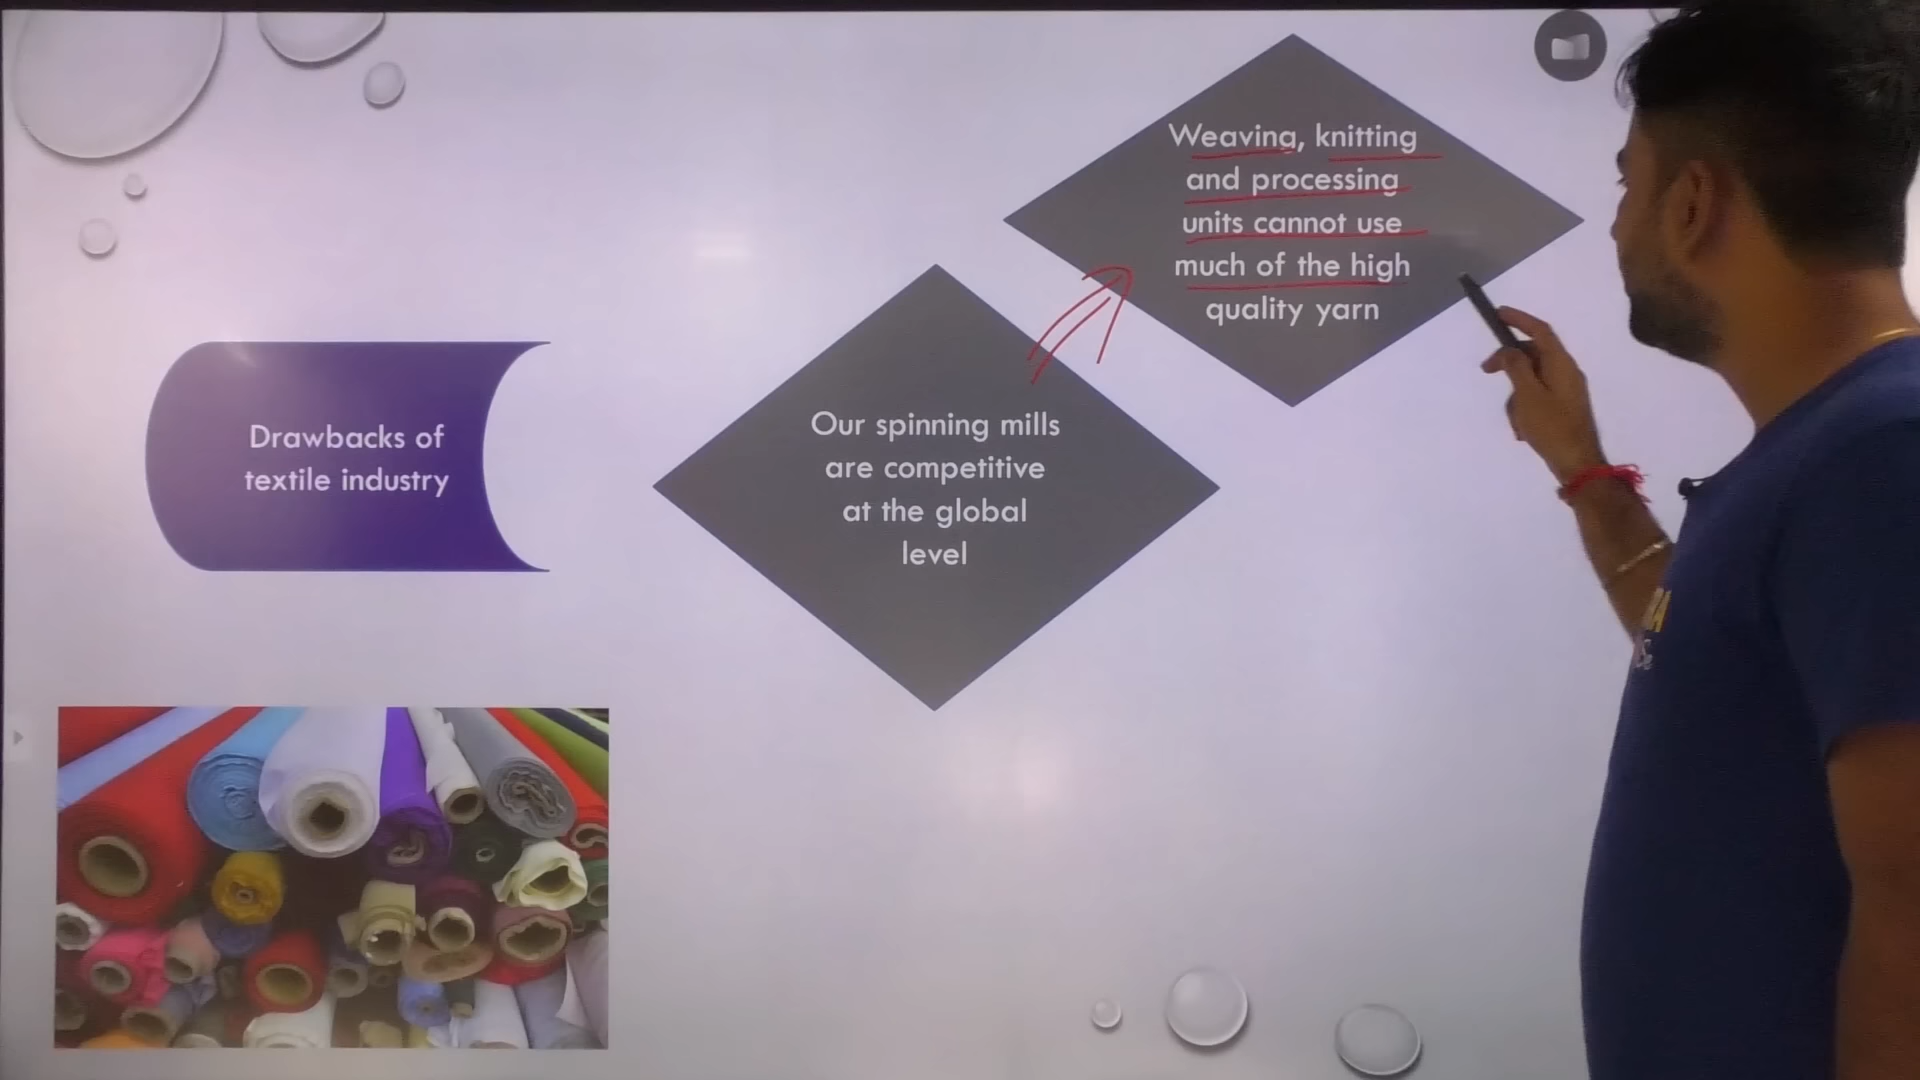 Drawbacks of
textile industry
Our spinning mills
are competitive
at the global
level
Weaving, knitting
and processing
units cannot use
much of the high
quality yarn